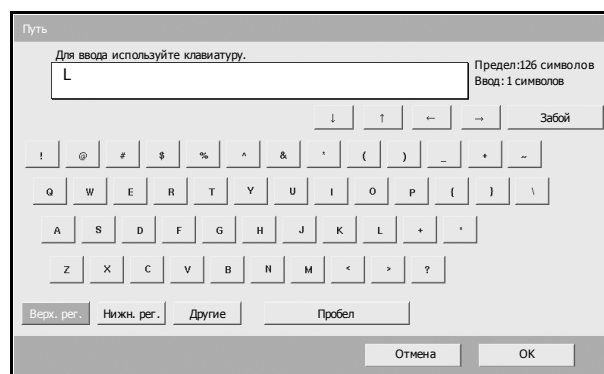 Путь
Для ввода используйте клавиатуру.
L
Предел:126 символов
Ввод: 1 символов
↓ ↑ ← → Забой
! @ # $ % ^ & * ( ) _ + ~
Q W E R T Y U I O P { } \
A S D F G H J K L +
Z X C V B N M < > ?
Верх. рег. Нижн. рег. Другие Пробел
Отмена OK